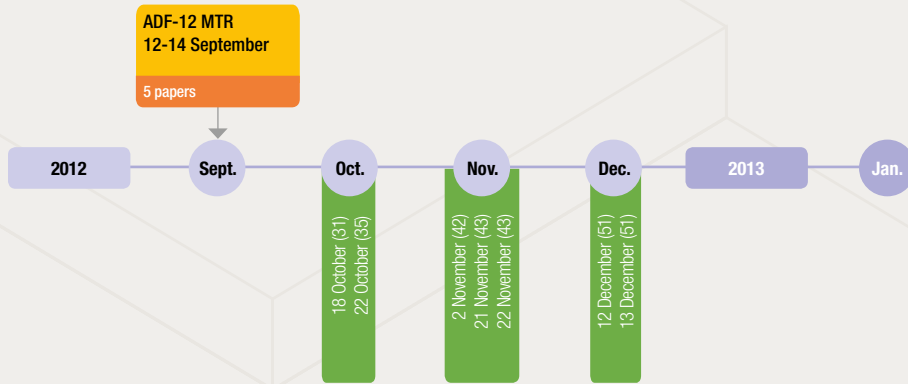 ADF-12 MTR
12-14 September
5 papers
2012
Sept.
Oct.
Nov.
Dec.
2013
Jan.
18 October (31)
22 October (35)
2 November (42)
21 November (43)
22 November (43)
12 December (51)
13 December (51)